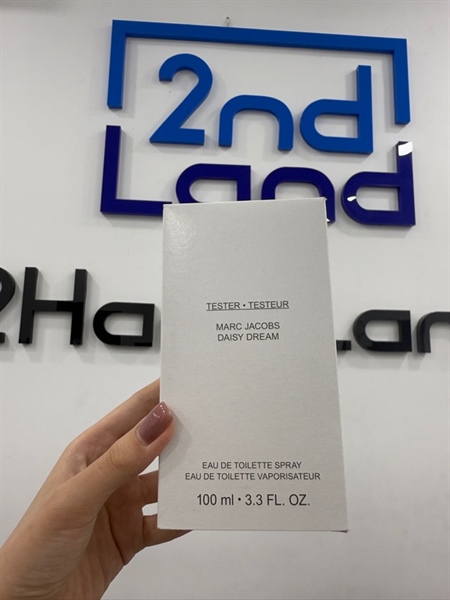 2nd
Land
TESTER • TESTEUR
MARC JACOBS
DAISY DREAM
EAU DE TOILETTE SPRAY
EAU DE TOILETTE VAPORISATEUR
100 ml • 3.3 FL. OZ.